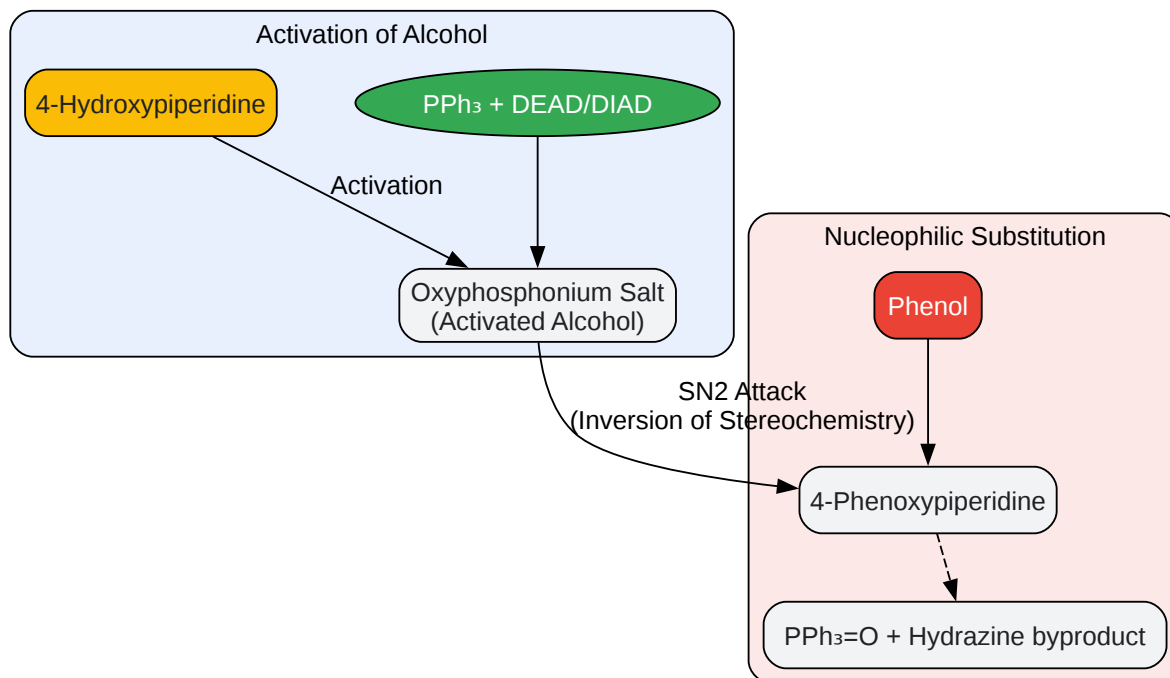 Activation of Alcohol
4-Hydroxypiperidine
PPh₃ + DEAD/DIAD
Activation
Oxyphosphonium Salt
(Activated Alcohol)
Nucleophilic Substitution
Phenol
SN2 Attack
(Inversion of Stereochemistry)
4-Phenoxypiperidine
PPh₃=O + Hydrazine byproduct